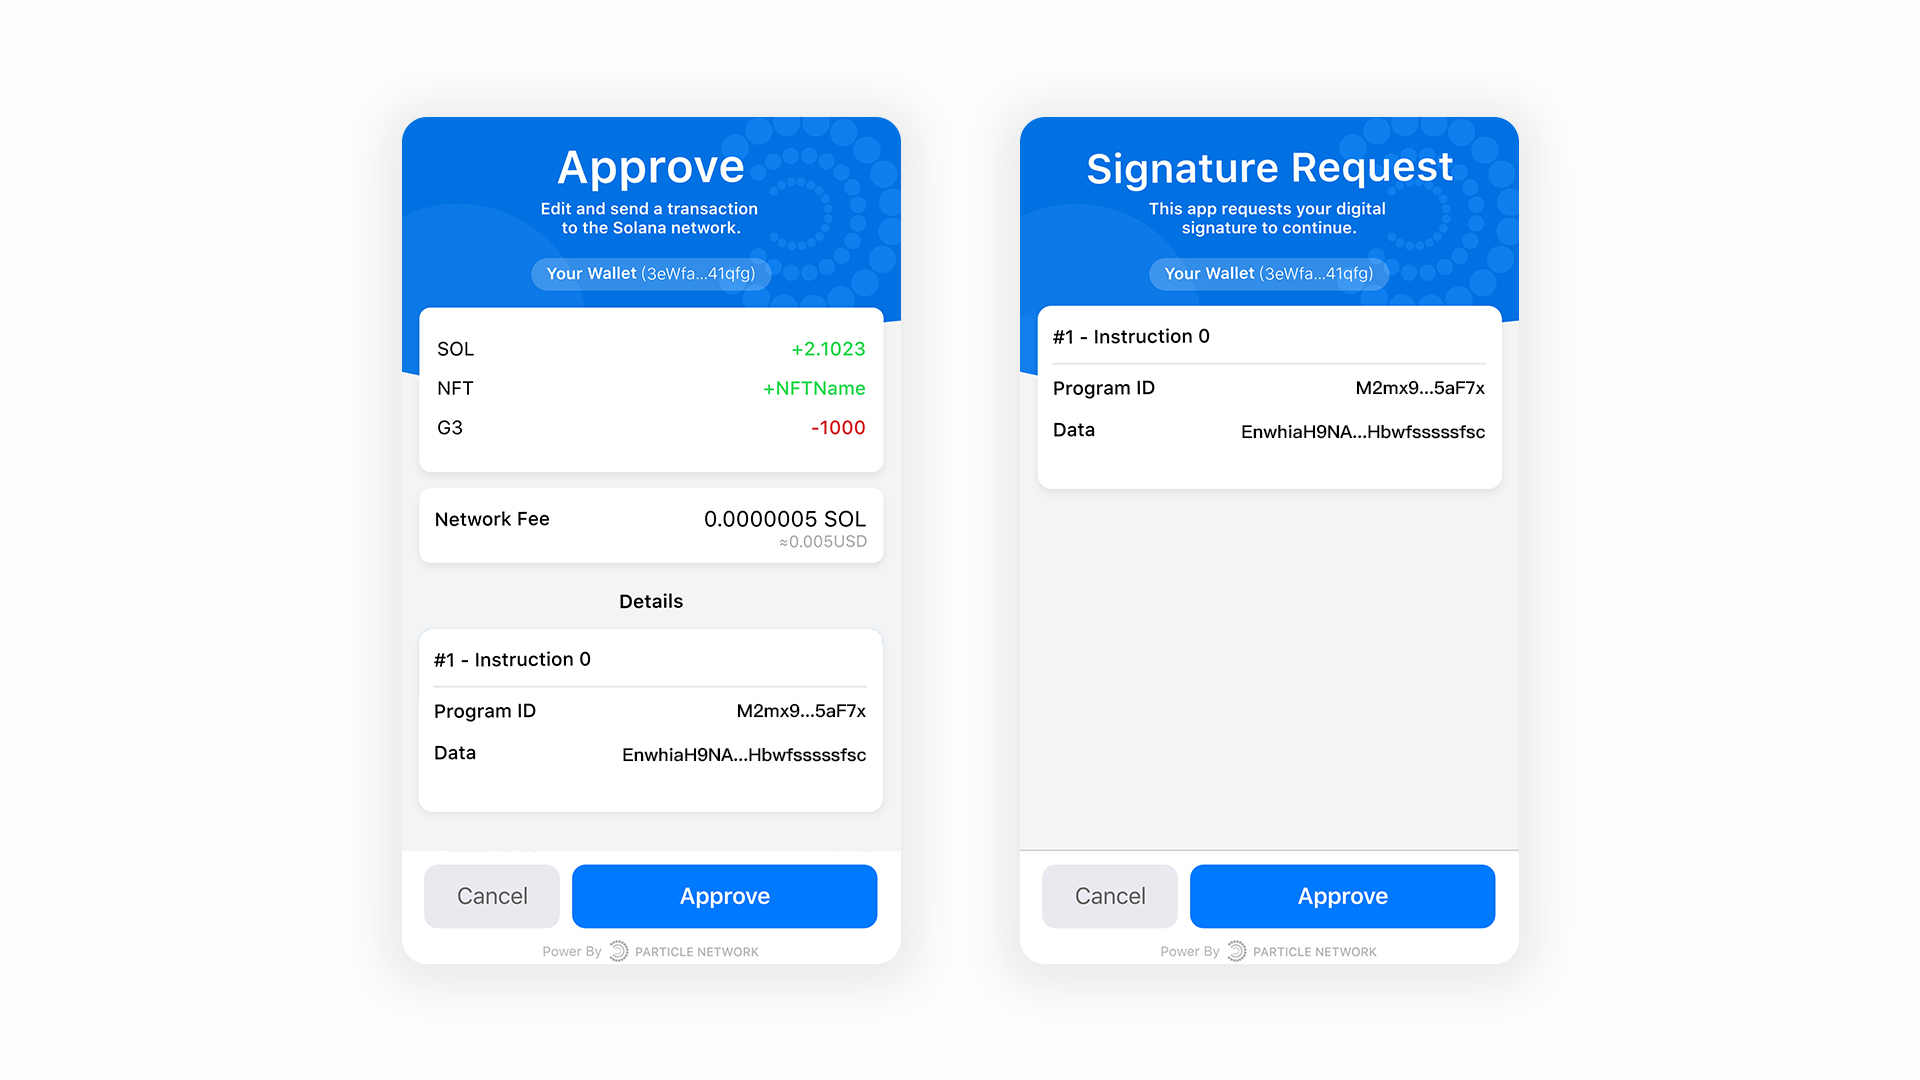 Approve
Edit and send a transaction
to the Solana network.
Your Wallet (3eWfa...41qfg)
SOL +2.1023
NFT +NFTName
G3 -1000
Network Fee 0.0000005 SOL
≈0.005USD
Details
#1 - Instruction 0
Program ID M2mx9...5aF7x
Data EnwhiaH9NA...Hbwfsssssfsc
Cancel Approve
Power By PARTICLE NETWORK
Signature Request
This app requests your digital
signature to continue.
Your Wallet (3eWfa...41qfg)
#1 - Instruction 0
Program ID M2mx9...5aF7x
Data EnwhiaH9NA...Hbwfsssssfsc
Cancel Approve
Power By PARTICLE NETWORK